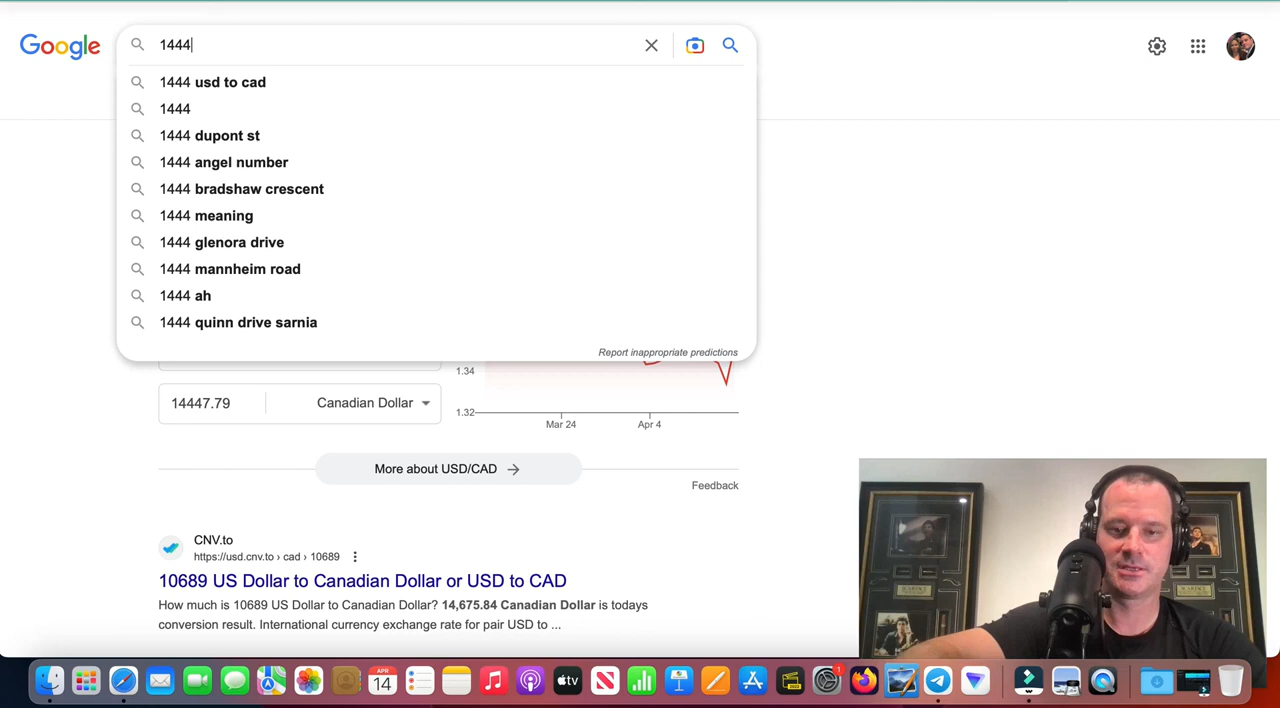 Google
1444
1444 usd to cad
1444
1444 dupont st
1444 angel number
1444 bradshaw crescent
1444 meaning
1444 glenora drive
1444 mannheim road
1444 ah
1444 quinn drive sarnia
Report inappropriate predictions
1.34
14447.79 Canadian Dollar
1.32
Mar 24 Apr 4
More about USD/CAD
Feedback
CNV.to
https://usd.cnv.to › cad › 10689
10689 US Dollar to Canadian Dollar or USD to CAD
How much is 10689 US Dollar to Canadian Dollar? 14,675.84 Canadian Dollar is todays
conversion result. International currency exchange rate for pair USD to ...
APR
14
tv
1